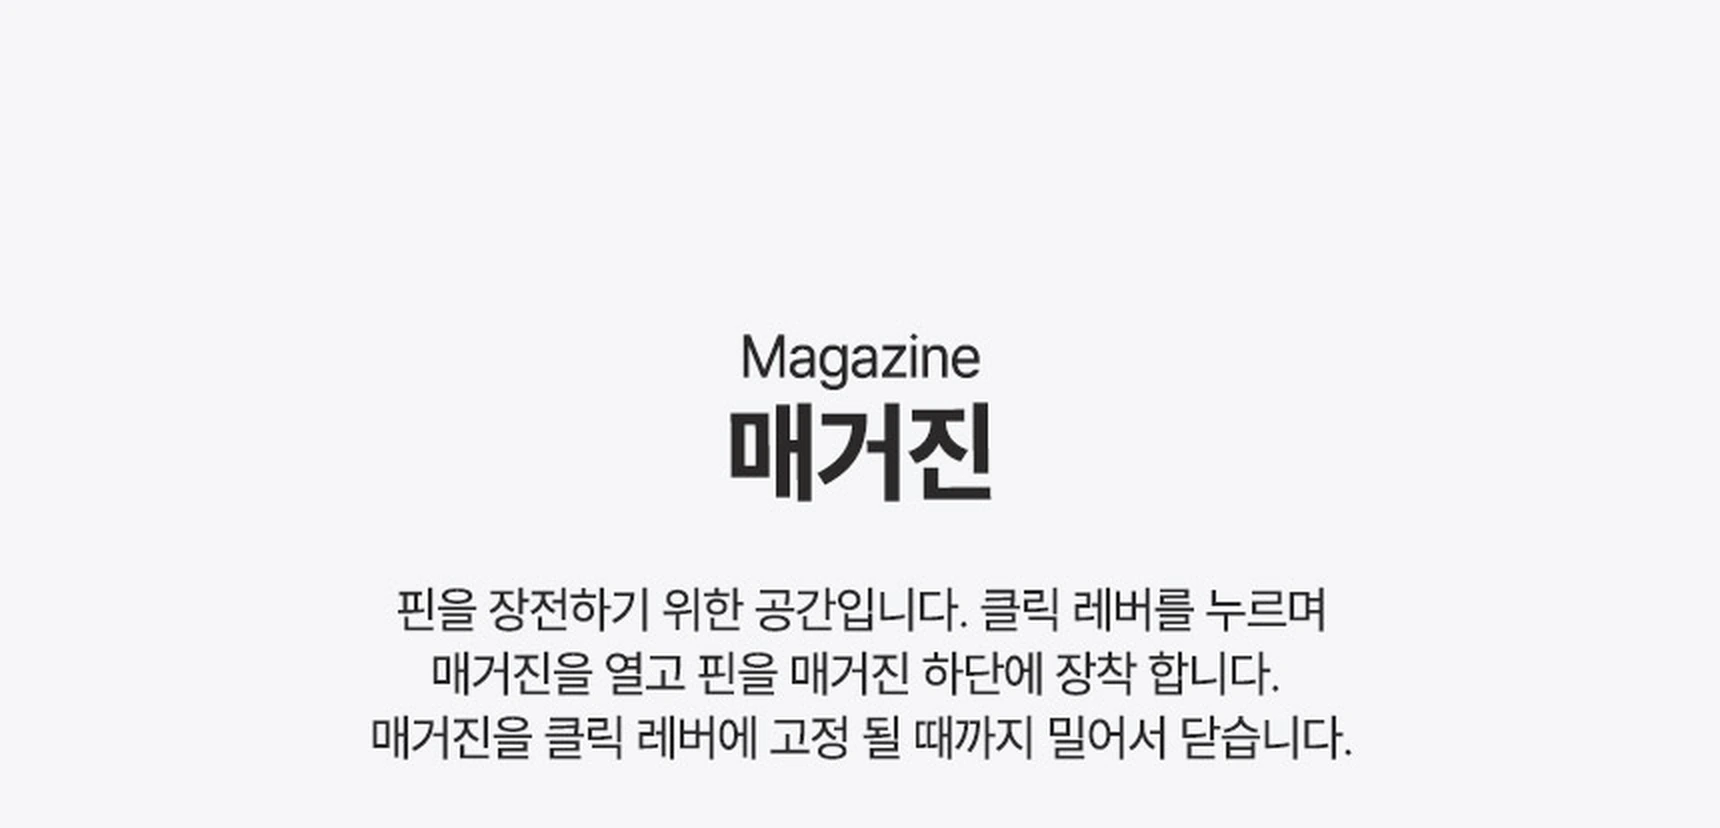 Magazine
매거진
핀을 장전하기 위한 공간입니다. 클릭 레버를 누르며
매거진을 열고 핀을 매거진 하단에 장착 합니다.
매거진을 클릭 레버에 고정 될 때까지 밀어서 닫습니다.